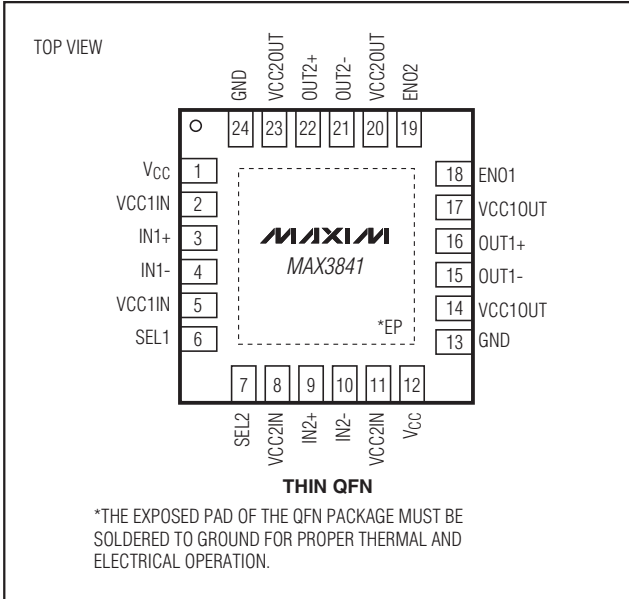 TOP VIEW
GND
VCC2OUT
OUT2+
OUT2-
VCC2OUT
ENO2
24 23 22 21 20 19
VCC 1
VCC1IN 2
IN1+ 3
IN1- 4
VCC1IN 5
SEL1 6
18 ENO1
17 VCC1OUT
16 OUT1+
15 OUT1-
14 VCC1OUT
13 GND
MAXIM
MAX3841
*EP
7 8 9 10 11 12
SEL2
VCC2IN
IN2+
IN2-
VCC2IN
VCC
THIN QFN
*THE EXPOSED PAD OF THE QFN PACKAGE MUST BE
SOLDERED TO GROUND FOR PROPER THERMAL AND
ELECTRICAL OPERATION.